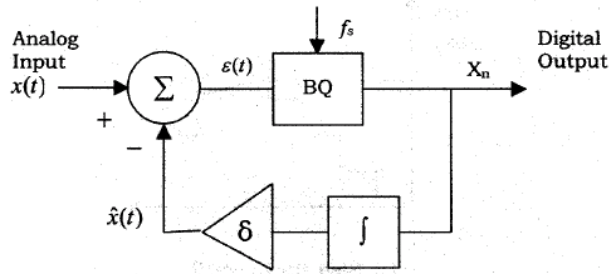 Analog
Input
x(t)
+
−
Σ
ε(t)
f_s
BQ
X_n
Digital
Output
x̂(t)
δ
∫